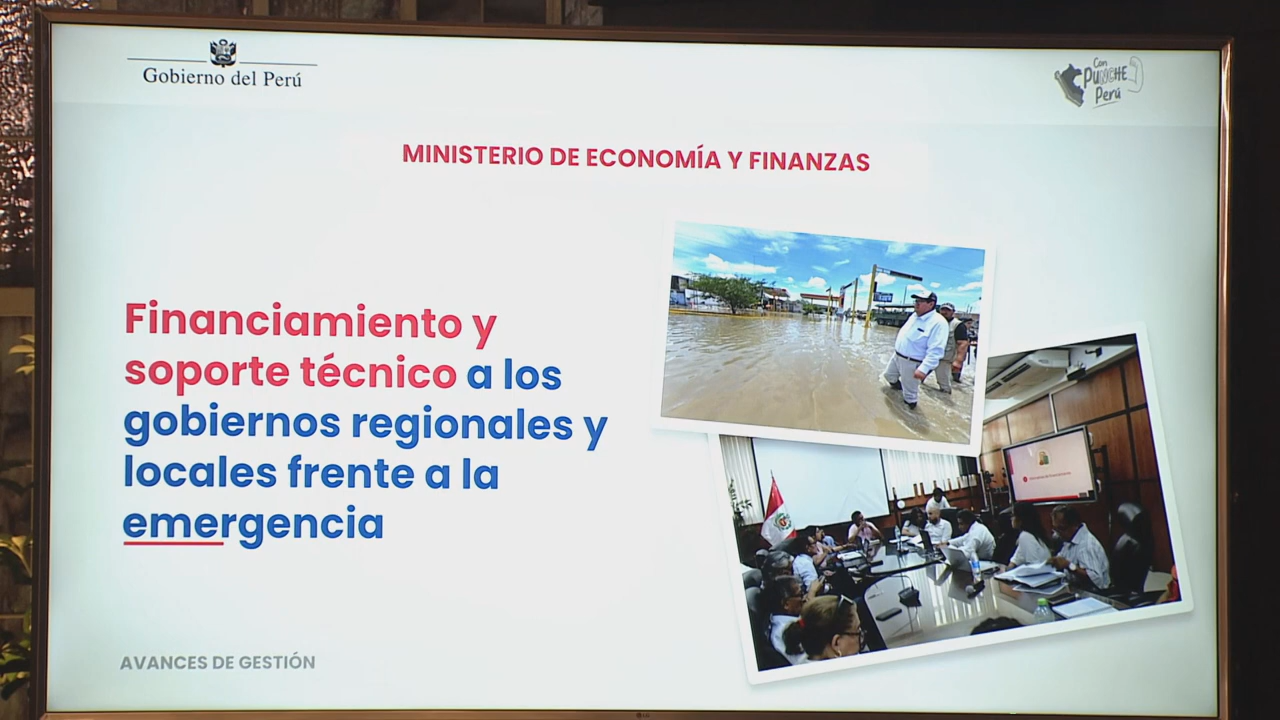 Gobierno del Perú
Con
PUNCHE
Perú
MINISTERIO DE ECONOMÍA Y FINANZAS
Financiamiento y
soporte técnico a los
gobiernos regionales y
locales frente a la
emergencia
AVANCES DE GESTIÓN
LG